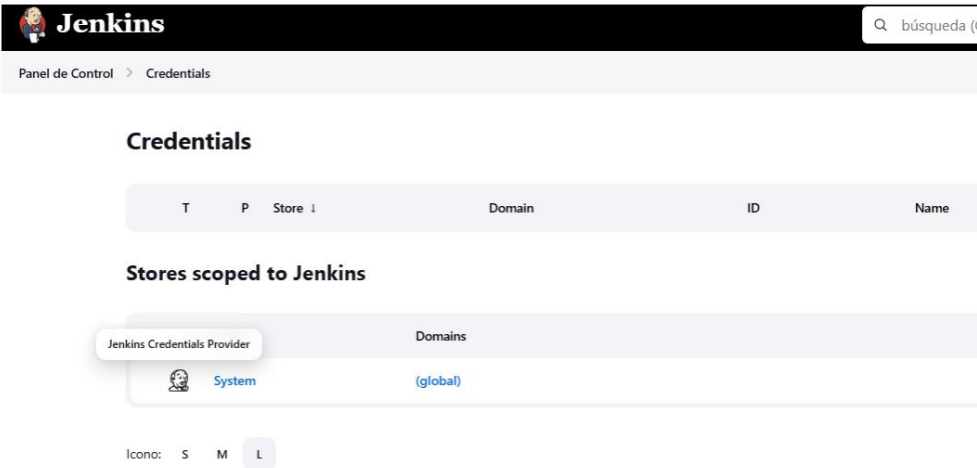 Jenkins
búsqueda (
Panel de Control > Credentials
Credentials
T P Store ↓ Domain ID Name
Stores scoped to Jenkins
Domains
Jenkins Credentials Provider
System (global)
Icono: S M L